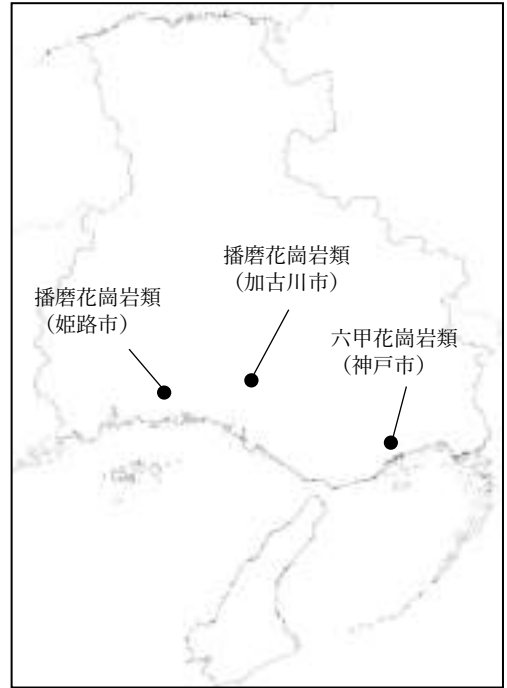 播磨花崗岩類
（加古川市）
播磨花崗岩類
（姫路市）
六甲花崗岩類
（神戸市）